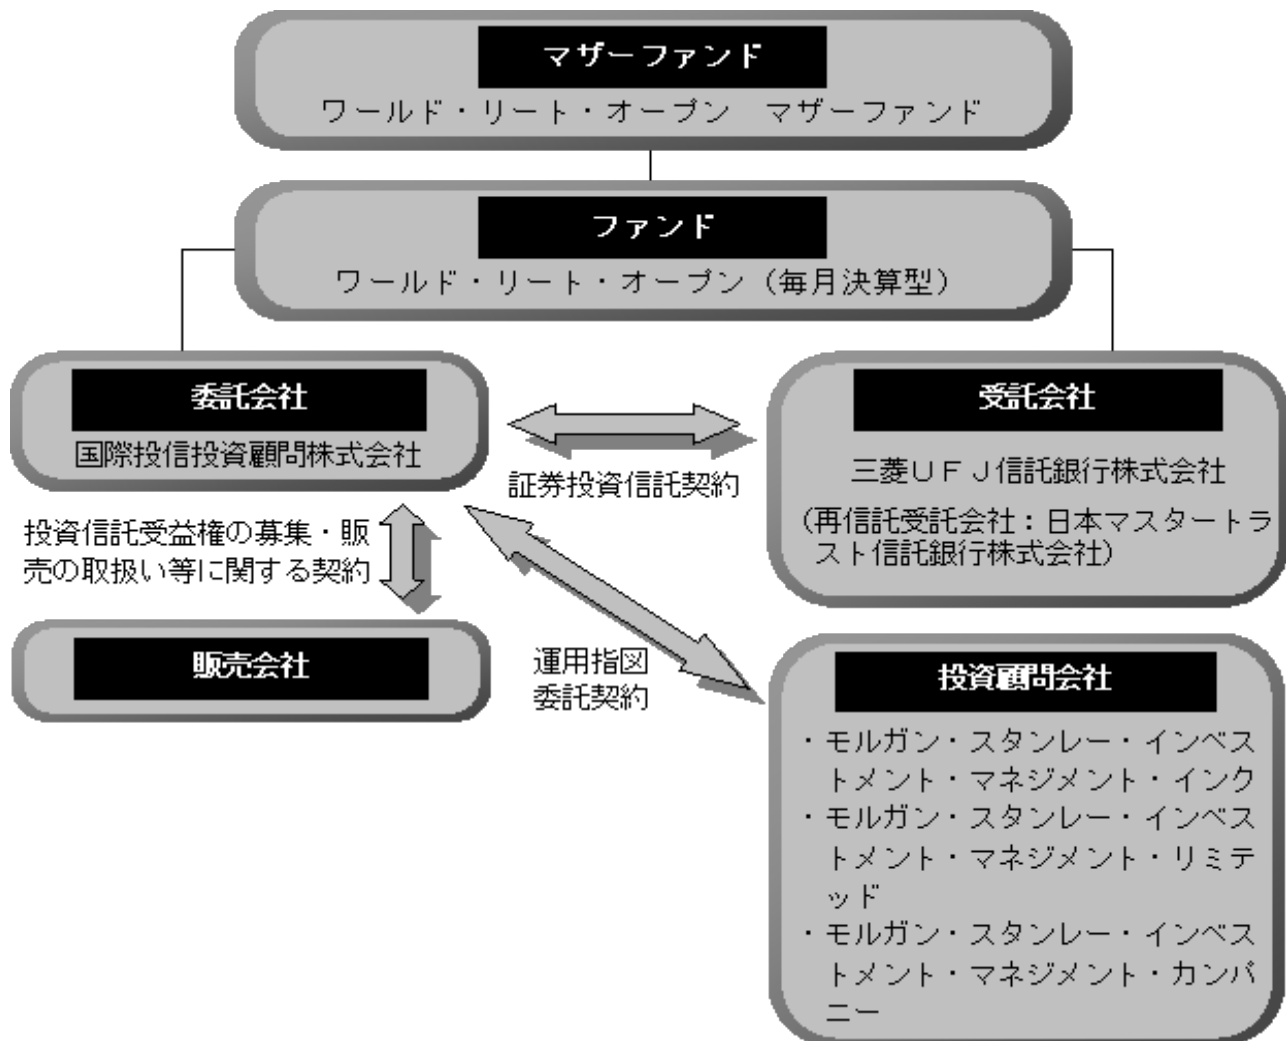 マザーファンド
ワールド・リート・オープン　マザーファンド
ファンド
ワールド・リート・オープン（毎月決算型）
委託会社
国際投信投資顧問株式会社
証券投資信託契約
受託会社
三菱ＵＦＪ信託銀行株式会社
（再信託受託会社：日本マスタートラ
スト信託銀行株式会社）
投資信託受益権の募集・販
売の取扱い等に関する契約
販売会社
運用指図
委託契約
投資顧問会社
・モルガン・スタンレー・インベス
トメント・マネジメント・インク
・モルガン・スタンレー・インベス
トメント・マネジメント・リミテ
ッド
・モルガン・スタンレー・インベス
トメント・マネジメント・カンパ
ニー